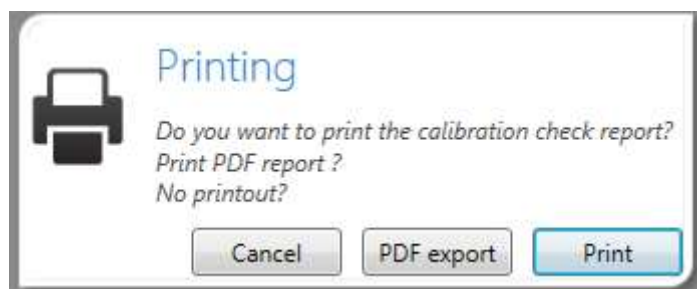 Printing
Do you want to print the calibration check report?
Print PDF report ?
No printout?
Cancel PDF export Print